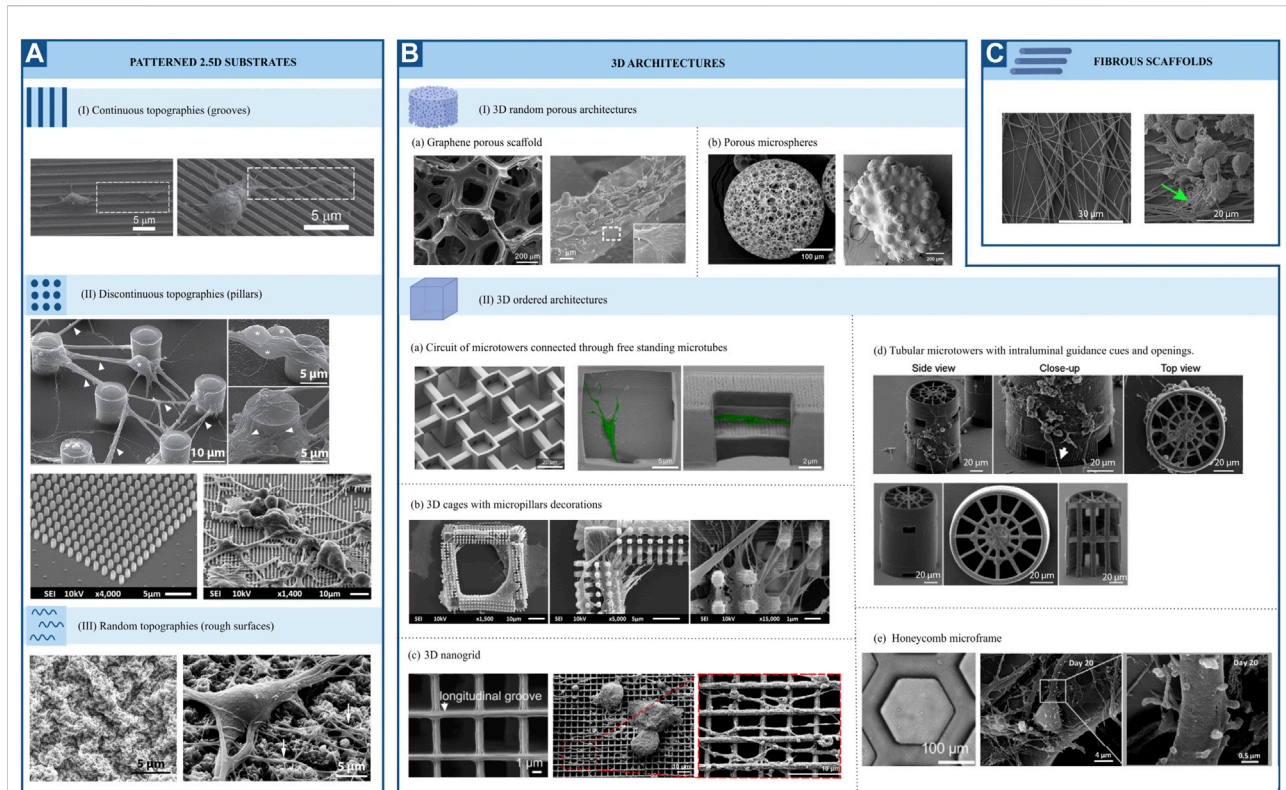 A
PATTERNED 2.5D SUBSTRATES
(I) Continuous topographies (grooves)
5 μm
5 μm
(II) Discontinuous topographies (pillars)
10 μm
5 μm
5 μm
SEI 10kV x4,000 5μm
SEI 10kV x1,400 10μm
(III) Random topographies (rough surfaces)
5 μm
5 μm
B
3D ARCHITECTURES
(I) 3D random porous architectures
(a) Graphene porous scaffold
200 μm
5 μm
(b) Porous microspheres
100 μm
200 μm
(II) 3D ordered architectures
(a) Circuit of microtowers connected through free standing microtubes
20μm
5μm
2μm
(b) 3D cages with micropillars decorations
SEI 10kV x1,500 10μm
SEI 10kV x5,000 5μm
SEI 10kV x15,000 1μm
(c) 3D nanogrid
longitudinal groove
1 μm
10 μm
10 μm
(d) Tubular microtowers with intraluminal guidance cues and openings.
Side view
Close-up
Top view
20 μm
20 μm
20 μm
20 μm
20 μm
20 μm
(e) Honeycomb microframe
100 μm
Day 20
4 μm
Day 20
0.5 μm
C
FIBROUS SCAFFOLDS
30 μm
20 μm